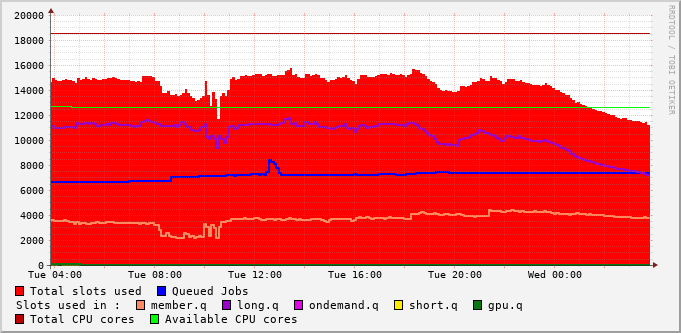 20000
18000
16000
14000
12000
10000
8000
6000
4000
2000
0
Tue 04:00 Tue 08:00 Tue 12:00 Tue 16:00 Tue 20:00 Wed 00:00
Total slots used Queued Jobs
Slots used in : member.q long.q ondemand.q short.q gpu.q
Total CPU cores Available CPU cores
RRDTOOL / TOBI OETIKER